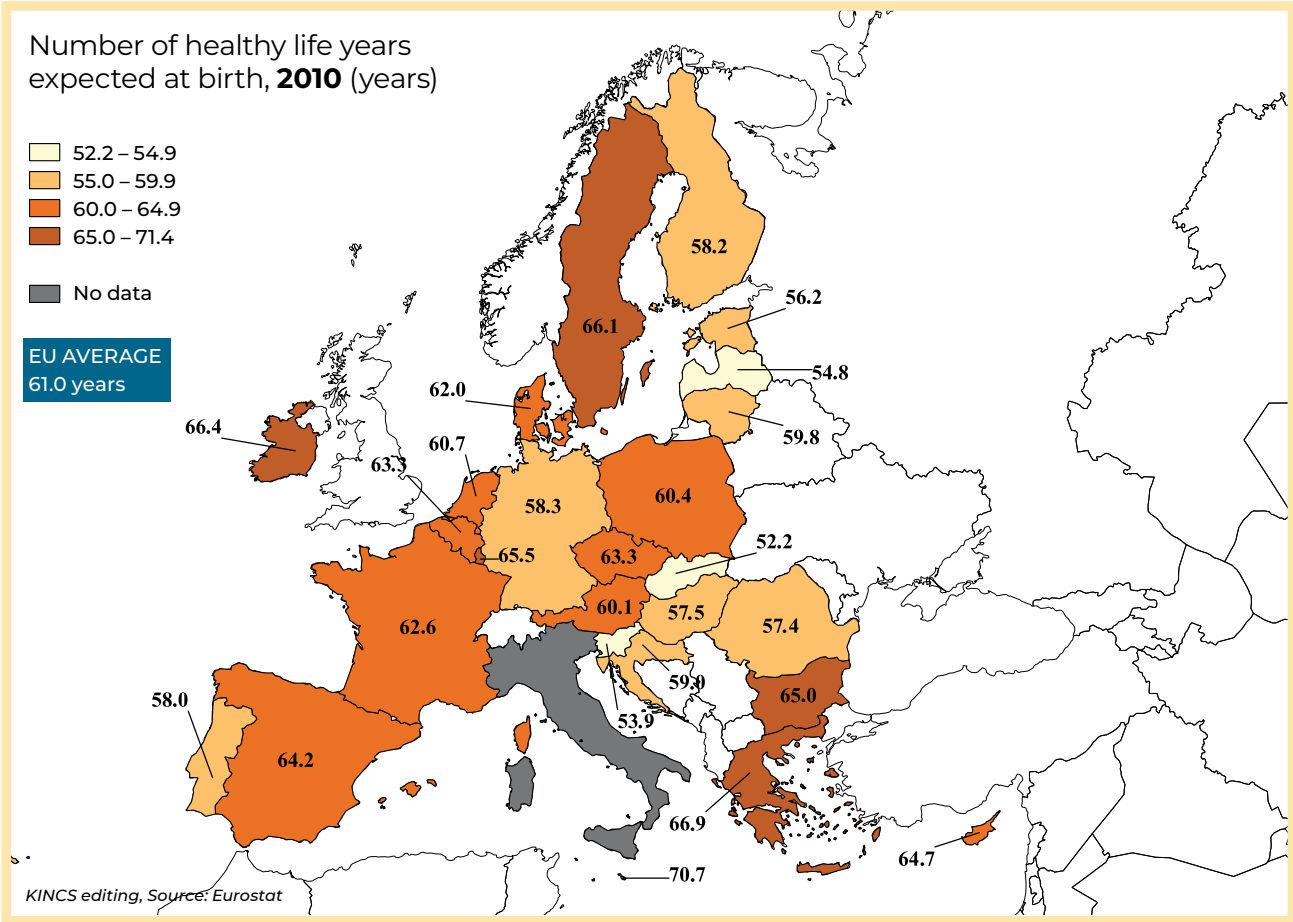 Number of healthy life years
expected at birth, 2010 (years)
52.2 – 54.9
55.0 – 59.9
60.0 – 64.9
65.0 – 71.4
No data
EU AVERAGE
61.0 years
58.2
56.2
66.1
54.8
62.0
66.4
59.8
60.7
63.3
60.4
58.3
52.2
65.5
63.3
60.1
57.5
62.6
57.4
59.0
65.0
58.0
53.9
64.2
66.9
64.7
70.7
KINCS editing, Source: Eurostat